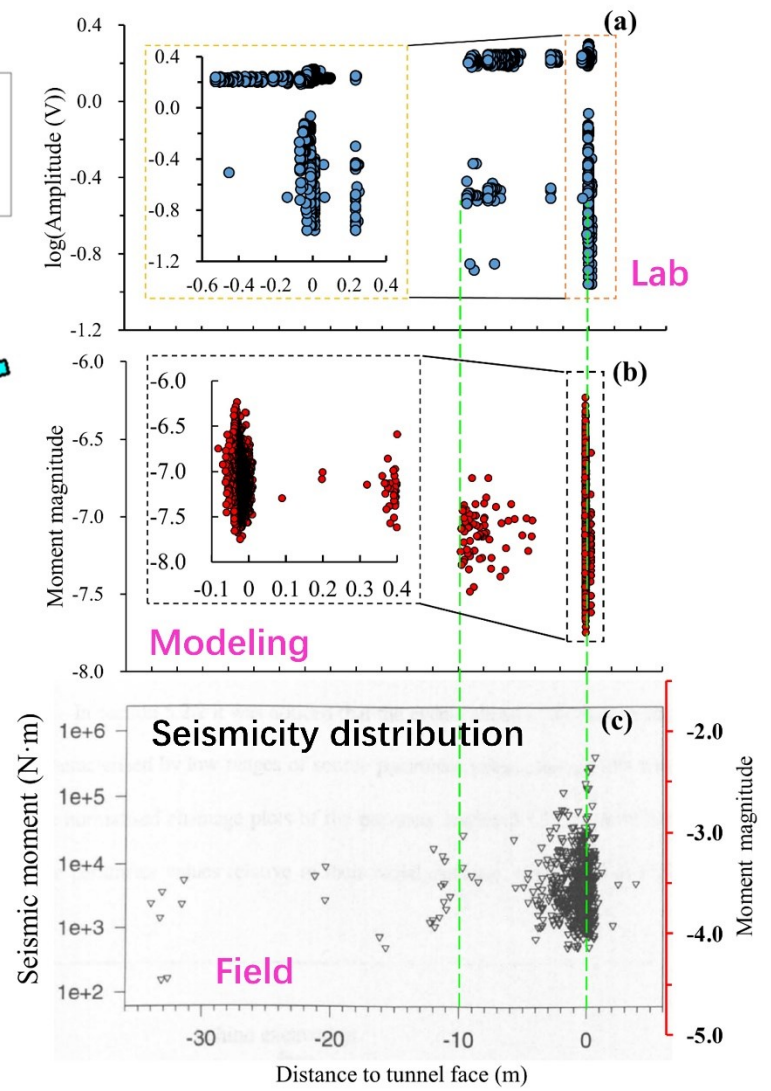 (a)
log(Amplitude (V))
0.4
0.0
-0.4
-0.8
-1.2
0.4
0.0
-0.4
-0.8
-1.2
-0.6 -0.4 -0.2 0 0.2 0.4
Lab
(b)
Moment magnitude
-6.0
-6.5
-7.0
-7.5
-8.0
-6.0
-6.5
-7.0
-7.5
-8.0
-0.1 0 0.1 0.2 0.3 0.4
Modeling
(c)
Seismicity distribution
Seismic moment (N·m)
1e+6
1e+5
1e+4
1e+3
1e+2
Field
-2.0
-3.0
-4.0
-5.0
Moment magnitude
-30 -20 -10 0
Distance to tunnel face (m)